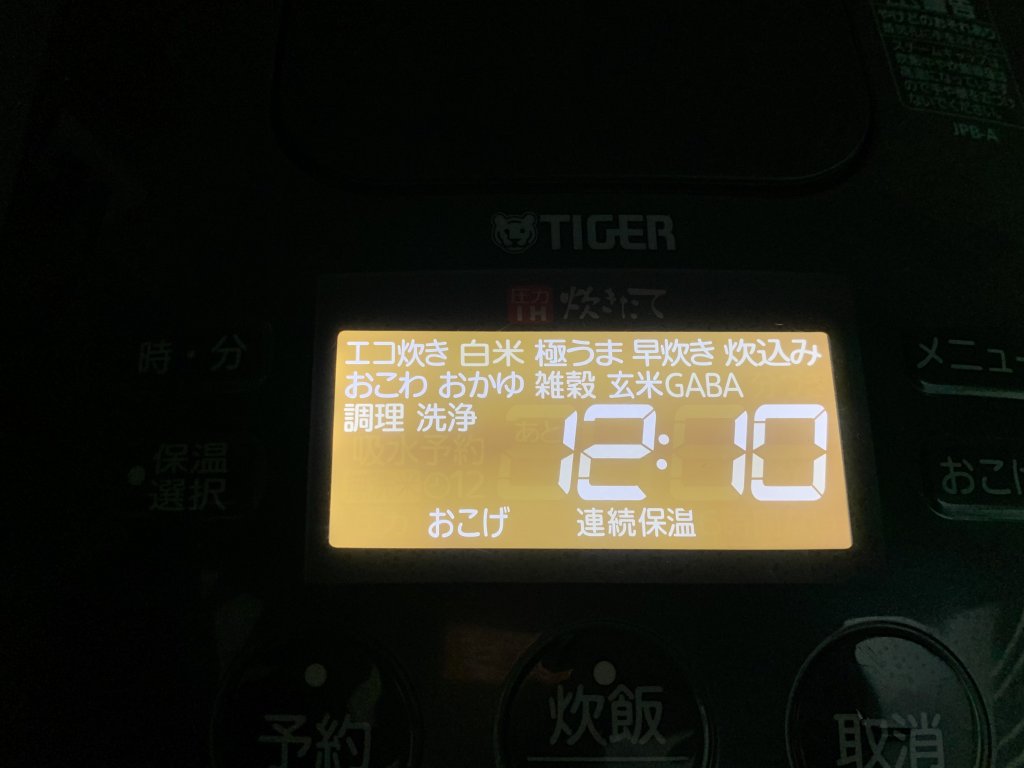 JPB-A
TIGER
圧力
IH
炊きたて
エコ炊き 白米 極うま 早炊き 炊込み
おこわ おかゆ 雑穀 玄米GABA
調理 洗浄
12:10
おこげ 連続保温
時・分
保温
選択
メニュー
おこげ
予約
炊飯
取消